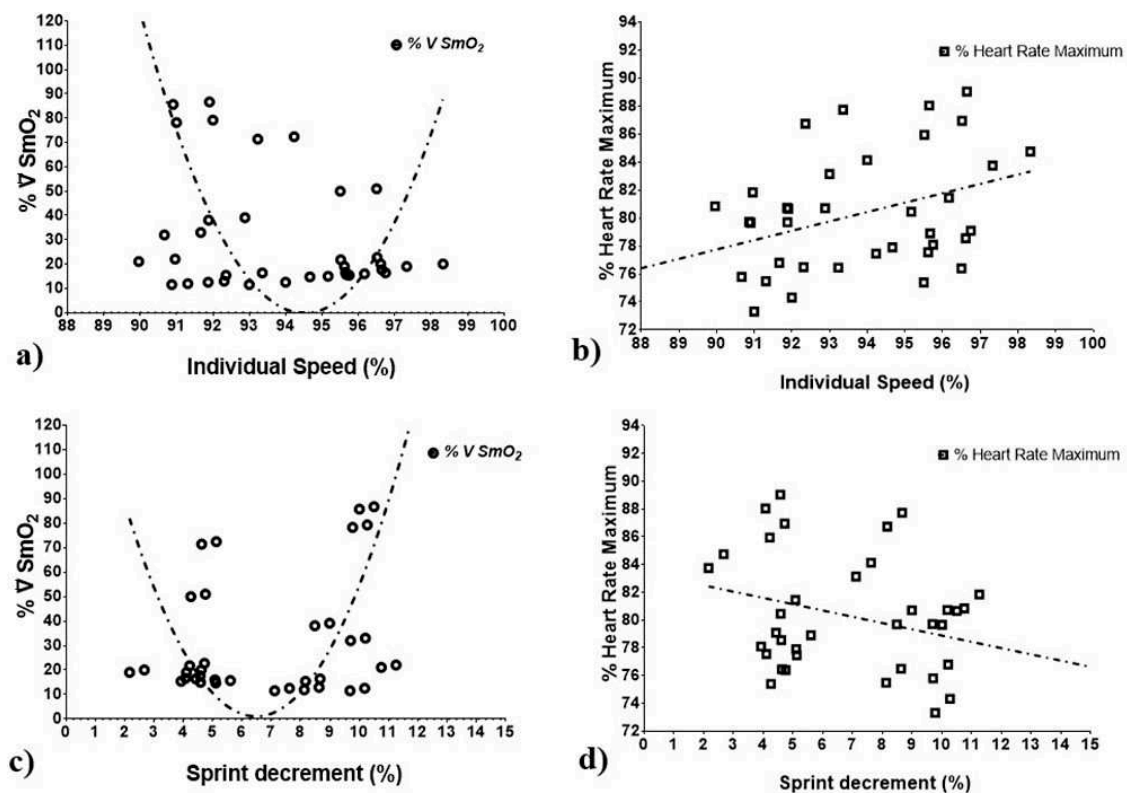 120
110
100
90
80
70
60
50
40
30
20
10
0
% ∇ SmO₂
% V SmO₂
88 89 90 91 92 93 94 95 96 97 98 99 100
a)
Individual Speed (%)
94
92
90
88
86
84
82
80
78
76
74
72
% Heart Rate Maximum
% Heart Rate Maximum
88 89 90 91 92 93 94 95 96 97 98 99 100
b)
Individual Speed (%)
120
110
100
90
80
70
60
50
40
30
20
10
0
% ∇ SmO₂
% V SmO₂
0 1 2 3 4 5 6 7 8 9 10 11 12 13 14 15
c)
Sprint decrement (%)
94
92
90
88
86
84
82
80
78
76
74
72
% Heart Rate Maximum
% Heart Rate Maximum
0 1 2 3 4 5 6 7 8 9 10 11 12 13 14 15
d)
Sprint decrement (%)